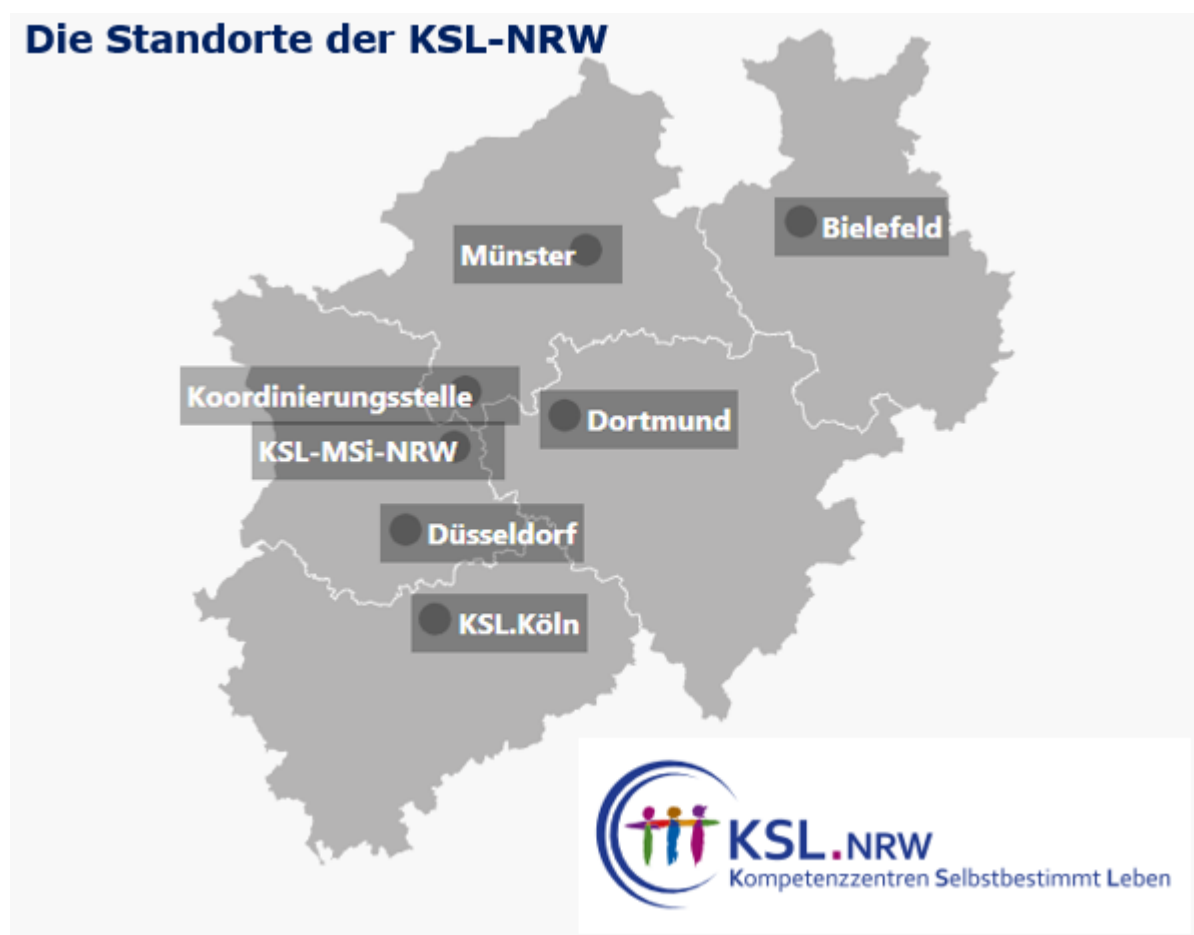 Die Standorte der KSL-NRW
Bielefeld
Münster
Koordinierungsstelle
Dortmund
KSL-MSi-NRW
Düsseldorf
KSL.Köln
KSL.NRW
Kompetenzzentren Selbstbestimmt Leben